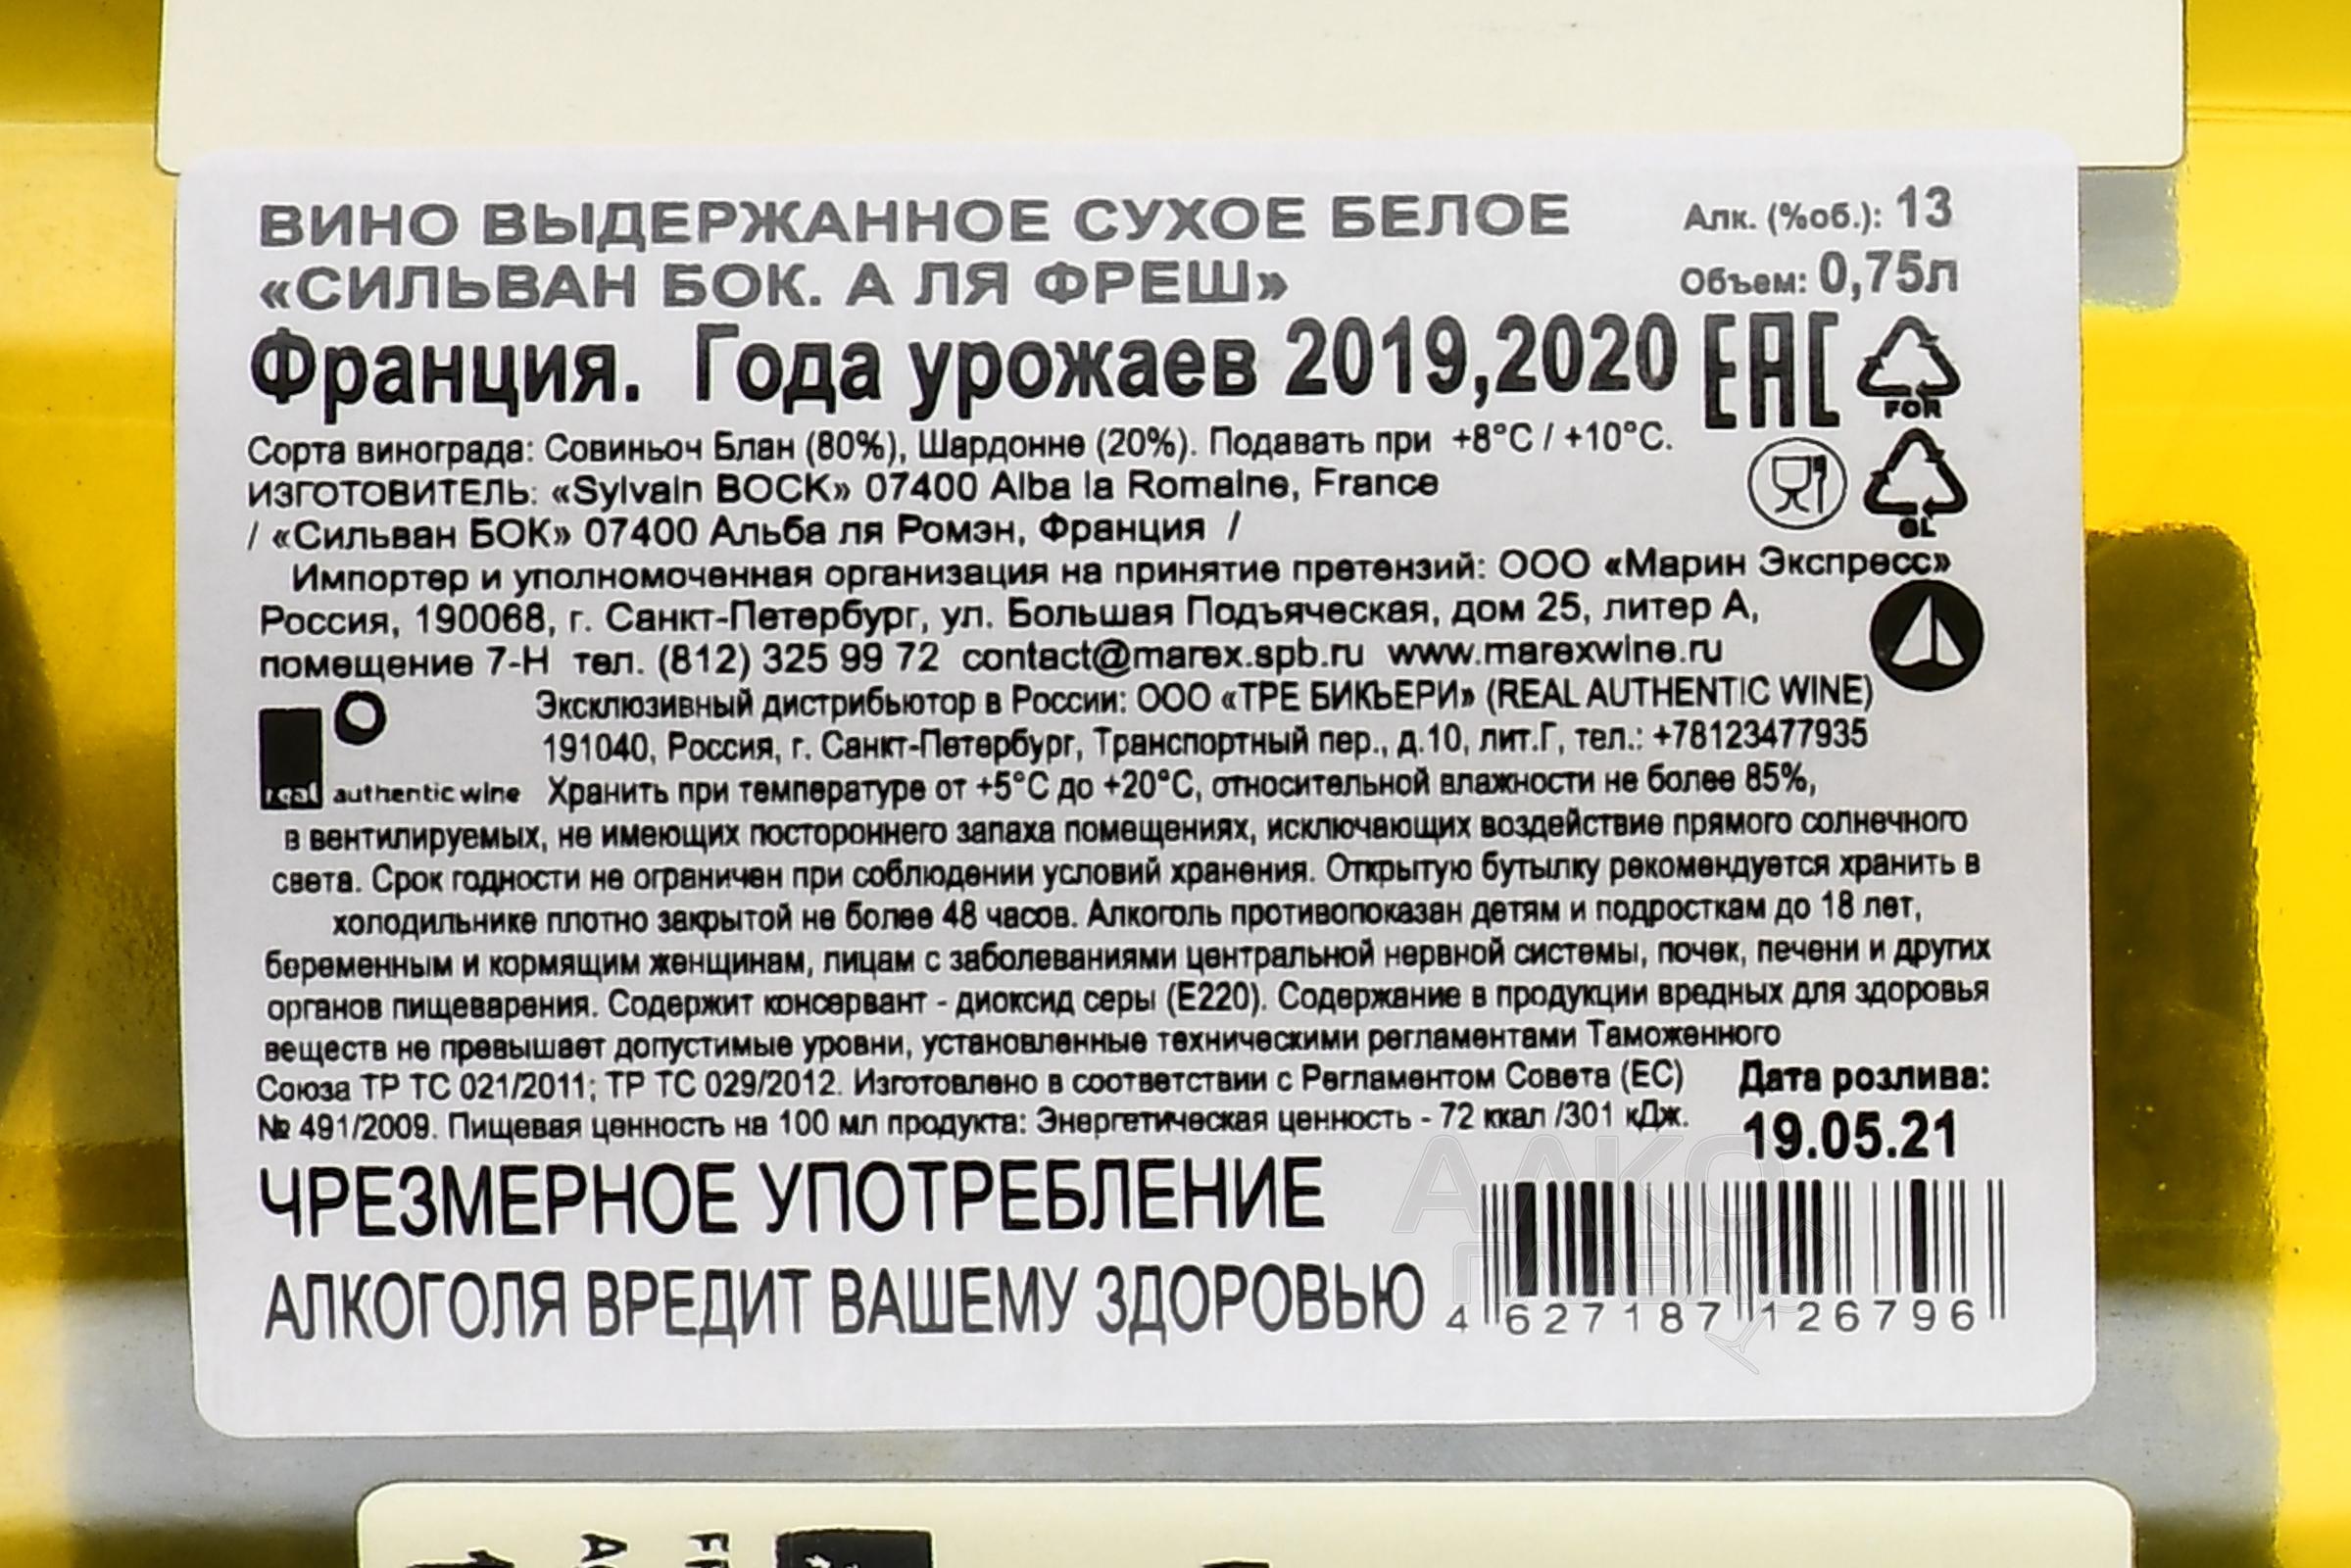 ВИНО ВЫДЕРЖАННОЕ СУХОЕ БЕЛОЕ
Алк. (%об.): 13
«СИЛЬВАН БОК. А ЛЯ ФРЕШ»
Объем: 0,75л
Франция. Года урожаев 2019,2020
EAC
FOR
Сорта винограда: Совиньоч Блан (80%), Шардонне (20%). Подавать при +8°C / +10°C.
ИЗГОТОВИТЕЛЬ: «Sylvain BOCK» 07400 Alba la Romaine, France
GL
/ «Сильван БОК» 07400 Альба ля Ромэн, Франция /
Импортер и уполномоченная организация на принятие претензий: ООО «Марин Экспресс»
Россия, 190068, г. Санкт-Петербург, ул. Большая Подъяческая, дом 25, литер А,
помещение 7-Н тел. (812) 325 99 72 contact@marex.spb.ru www.marexwine.ru
Эксклюзивный дистрибьютор в России: ООО «ТРЕ БИКЬЕРИ» (REAL AUTHENTIC WINE)
191040, Россия, г. Санкт-Петербург, Транспортный пер., д.10, лит.Г, тел.: +78123477935
real authentic wine
Хранить при температуре от +5°C до +20°C, относительной влажности не более 85%,
в вентилируемых, не имеющих постороннего запаха помещениях, исключающих воздействие прямого солнечного
света. Срок годности не ограничен при соблюдении условий хранения. Открытую бутылку рекомендуется хранить в
холодильнике плотно закрытой не более 48 часов. Алкоголь противопоказан детям и подросткам до 18 лет,
беременным и кормящим женщинам, лицам с заболеваниями центральной нервной системы, почек, печени и других
органов пищеварения. Содержит консервант - диоксид серы (E220). Содержание в продукции вредных для здоровья
веществ не превышает допустимые уровни, установленные техническими регламентами Таможенного
Союза ТР ТС 021/2011; ТР ТС 029/2012. Изготовлено в соответствии с Регламентом Совета (ЕС)
№ 491/2009. Пищевая ценность на 100 мл продукта: Энергетическая ценность - 72 ккал /301 кДж.
Дата розлива:
19.05.21
ЧРЕЗМЕРНОЕ УПОТРЕБЛЕНИЕ
АЛКОГОЛЯ ВРЕДИТ ВАШЕМУ ЗДОРОВЬЮ
АЛКО
ГЛАВА
4 627187 126796